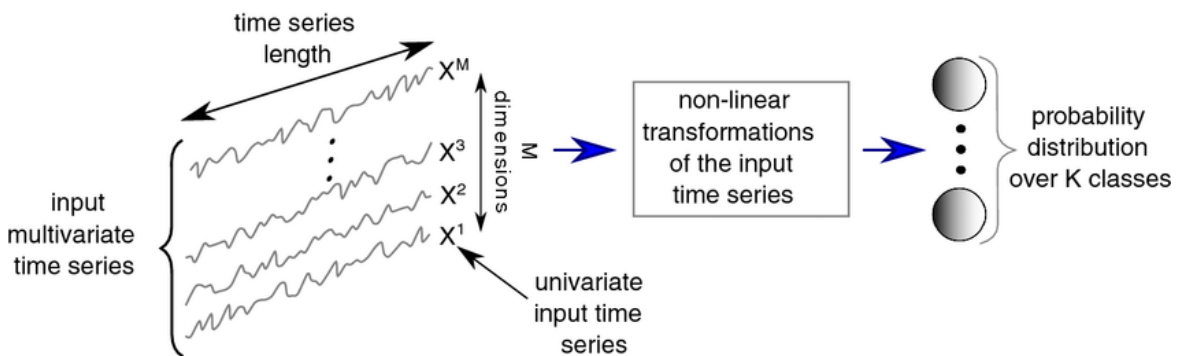 time series
length
X^M
X^3
X^2
X^1
M
dimensions
input
multivariate
time series
univariate
input time
series
non-linear
transformations
of the input
time series
probability
distribution
over K classes